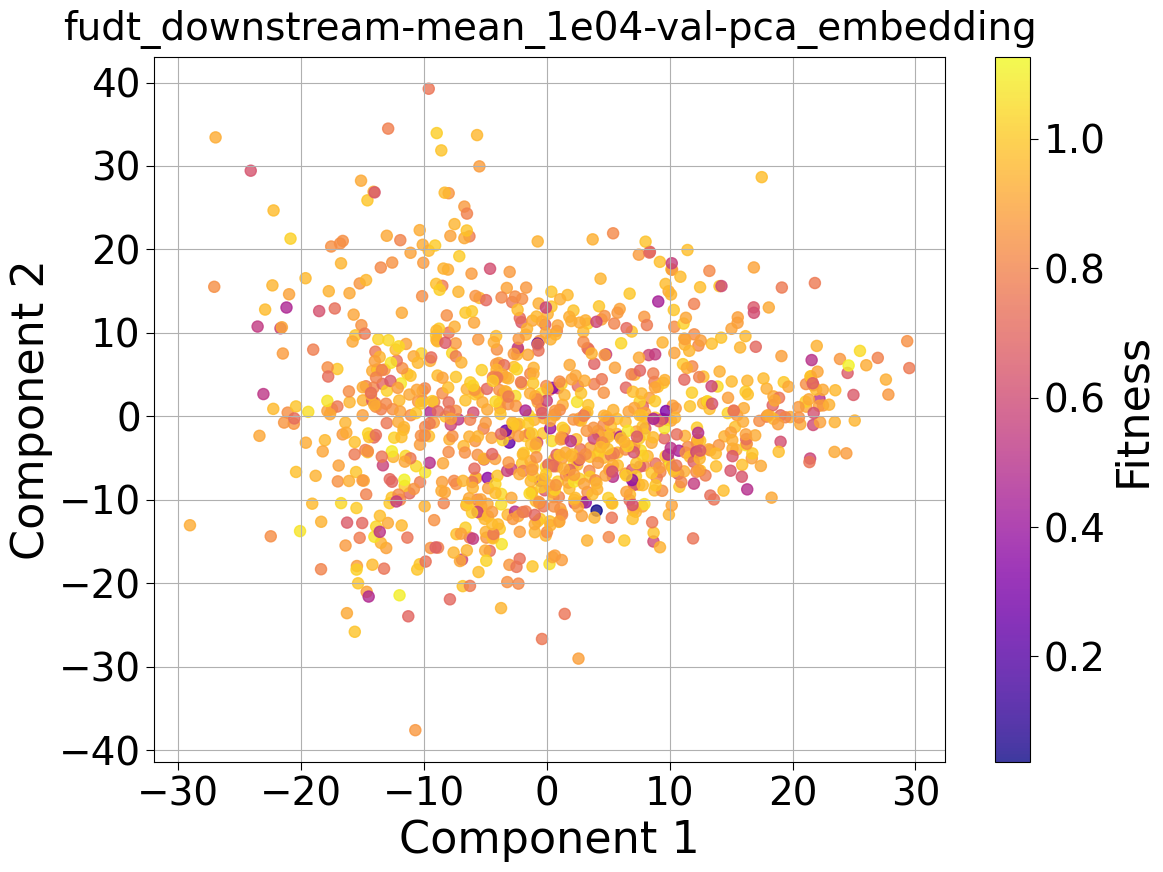 fudt_downstream-mean_1e04-val-pca_embedding
40
30
20
10
0
−10
−20
−30
−40
−30 −20 −10 0 10 20 30
Component 1
Component 2
1.0
0.8
0.6
0.4
0.2
Fitness